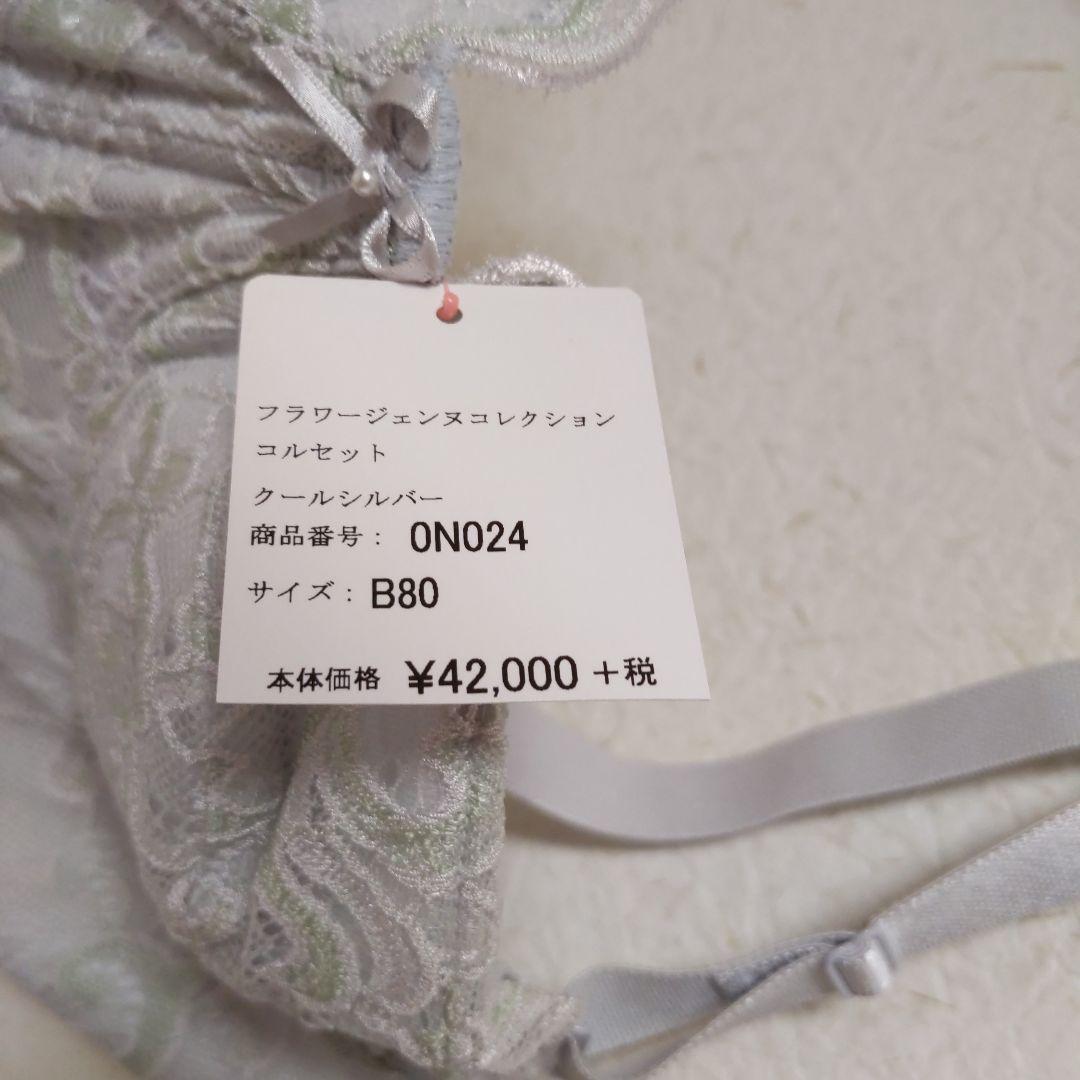 フラワージェンヌコレクション
コルセット
クールシルバー
商品番号： 0N024
サイズ： B80
本体価格 ¥42,000 +税